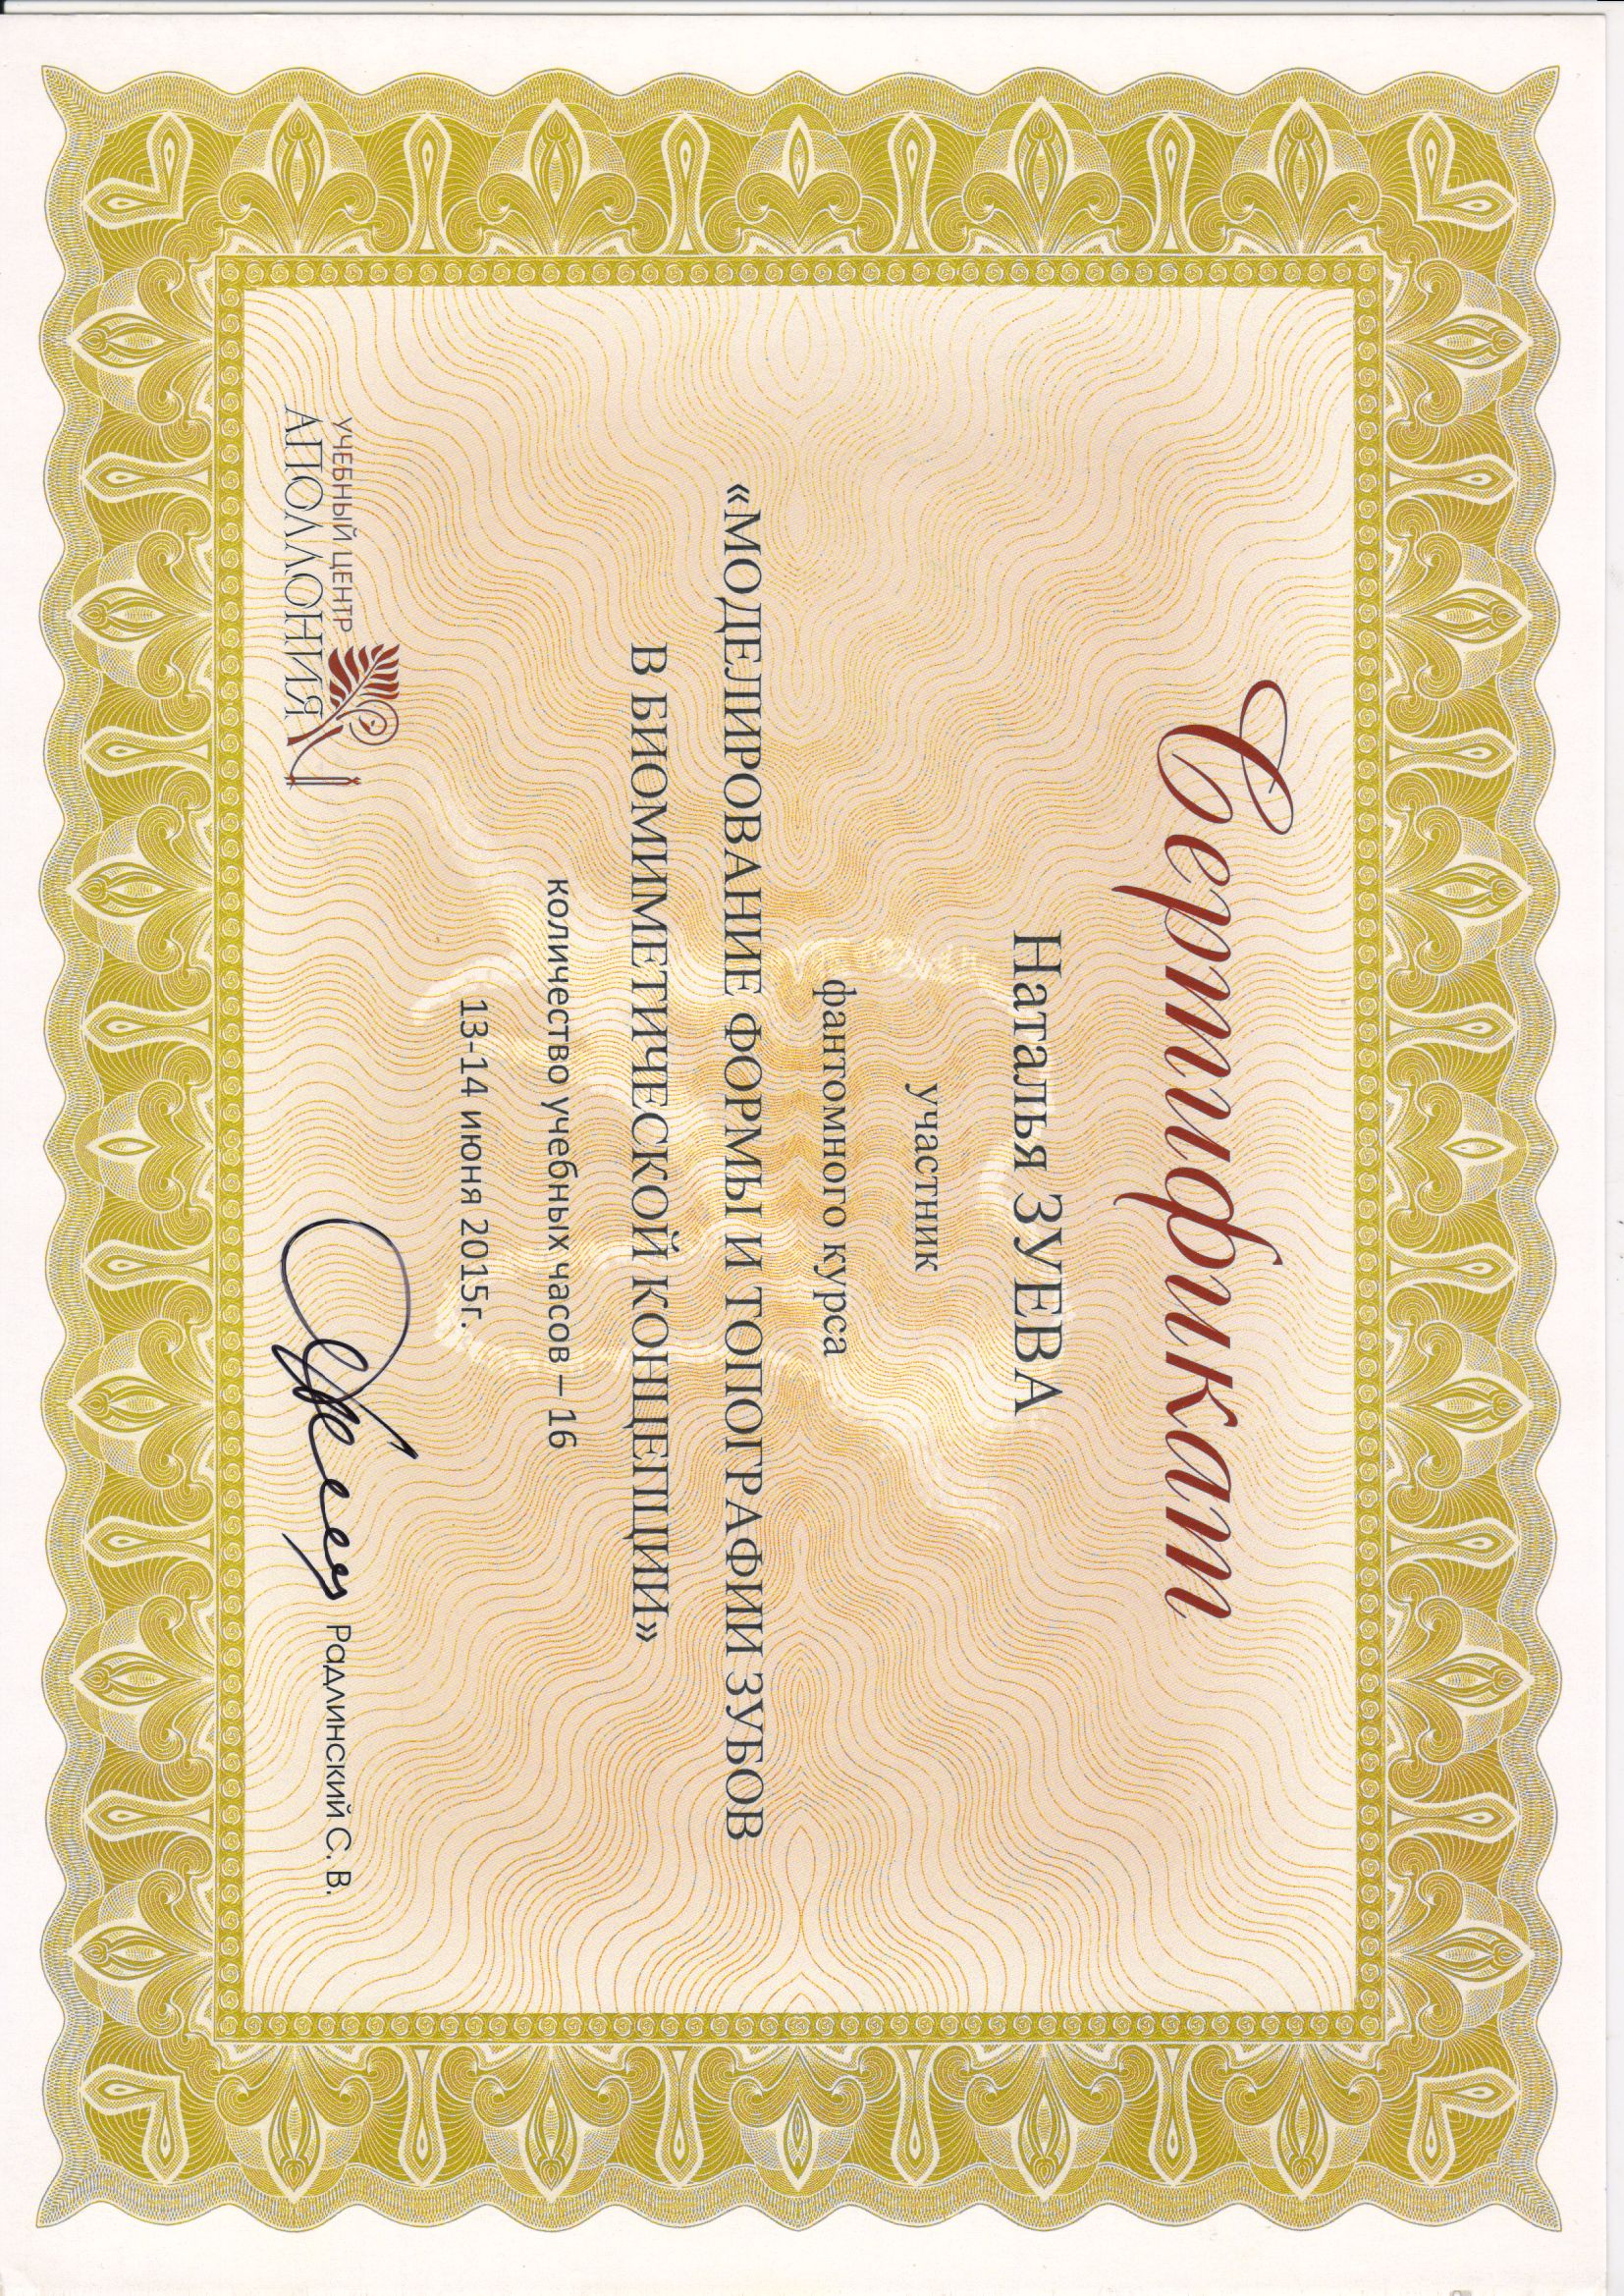 Сертификат
Наталья ЗУЕВА
участник
фантомного курса
«МОДЕЛИРОВАНИЕ ФОРМЫ И ТОПОГРАФИИ ЗУБОВ
В БИОМИМЕТИЧЕСКОЙ КОНЦЕПЦИИ»
количество учебных часов – 16
13-14 июня 2015г.
УЧЕБНЫЙ ЦЕНТР
АПОЛЛОНИЯ
Радлинский С. В.